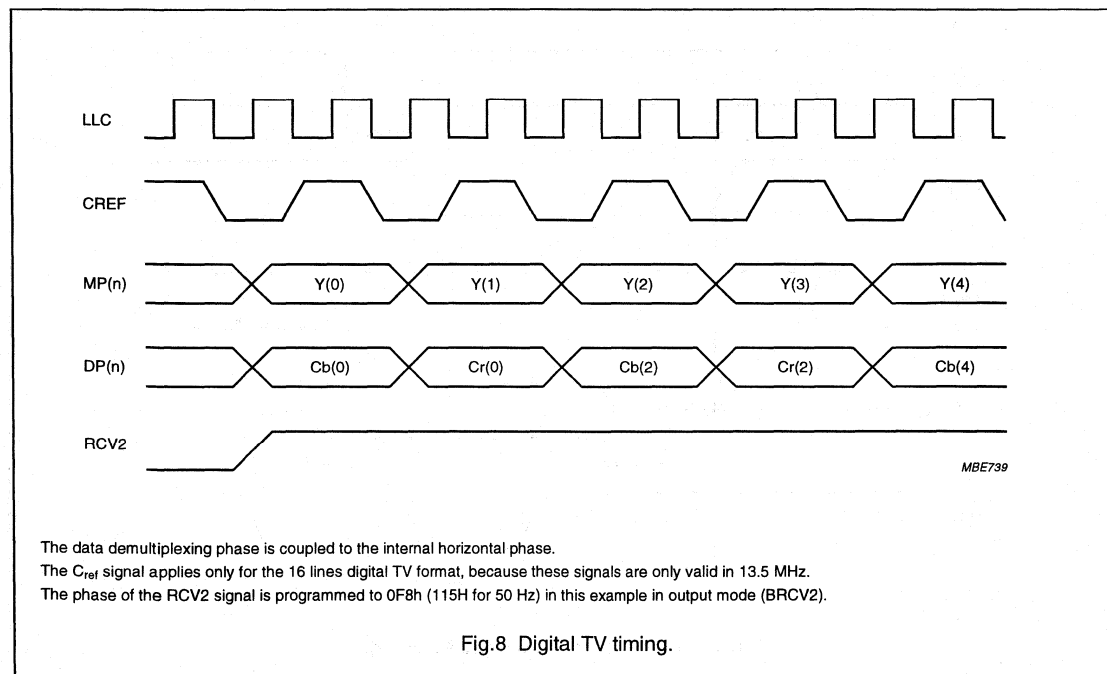 LLC
CREF
MP(n) Y(0) Y(1) Y(2) Y(3) Y(4)
DP(n) Cb(0) Cr(0) Cb(2) Cr(2) Cb(4)
RCV2
MBE739
The data demultiplexing phase is coupled to the internal horizontal phase.
The Cref signal applies only for the 16 lines digital TV format, because these signals are only valid in 13.5 MHz.
The phase of the RCV2 signal is programmed to 0F8h (115H for 50 Hz) in this example in output mode (BRCV2).
Fig.8 Digital TV timing.